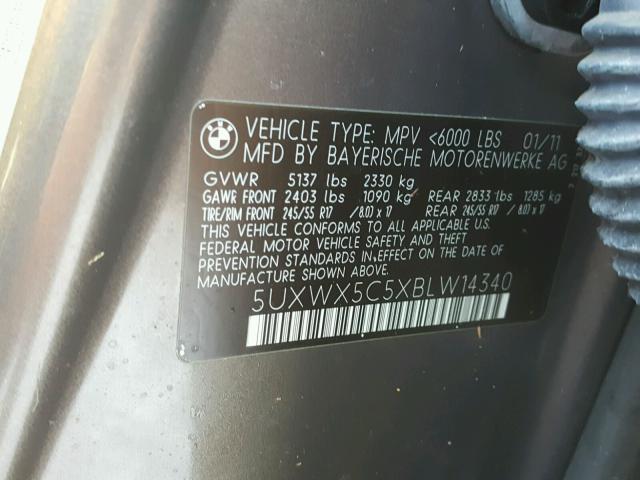 BMW
VEHICLE TYPE: MPV <6000 LBS 01/11
MFD BY BAYERISCHE MOTORENWERKE AG
GVWR 5137 lbs 2330 kg
GAWR FRONT 2403 lbs 1090 kg REAR 2833 lbs 1285 kg
TIRE/RIM FRONT 245/55 R17 /8.0J x 17 REAR 245/55 R17 / 8.0J x 17
THIS VEHICLE CONFORMS TO ALL APPLICABLE U.S.
FEDERAL MOTOR VEHICLE SAFETY AND THEFT
PREVENTION STANDARDS IN EFFECT ON THE DATE OF
MANUFACTURE SHOWN ABOVE.
5UXWX5C5XBLW14340